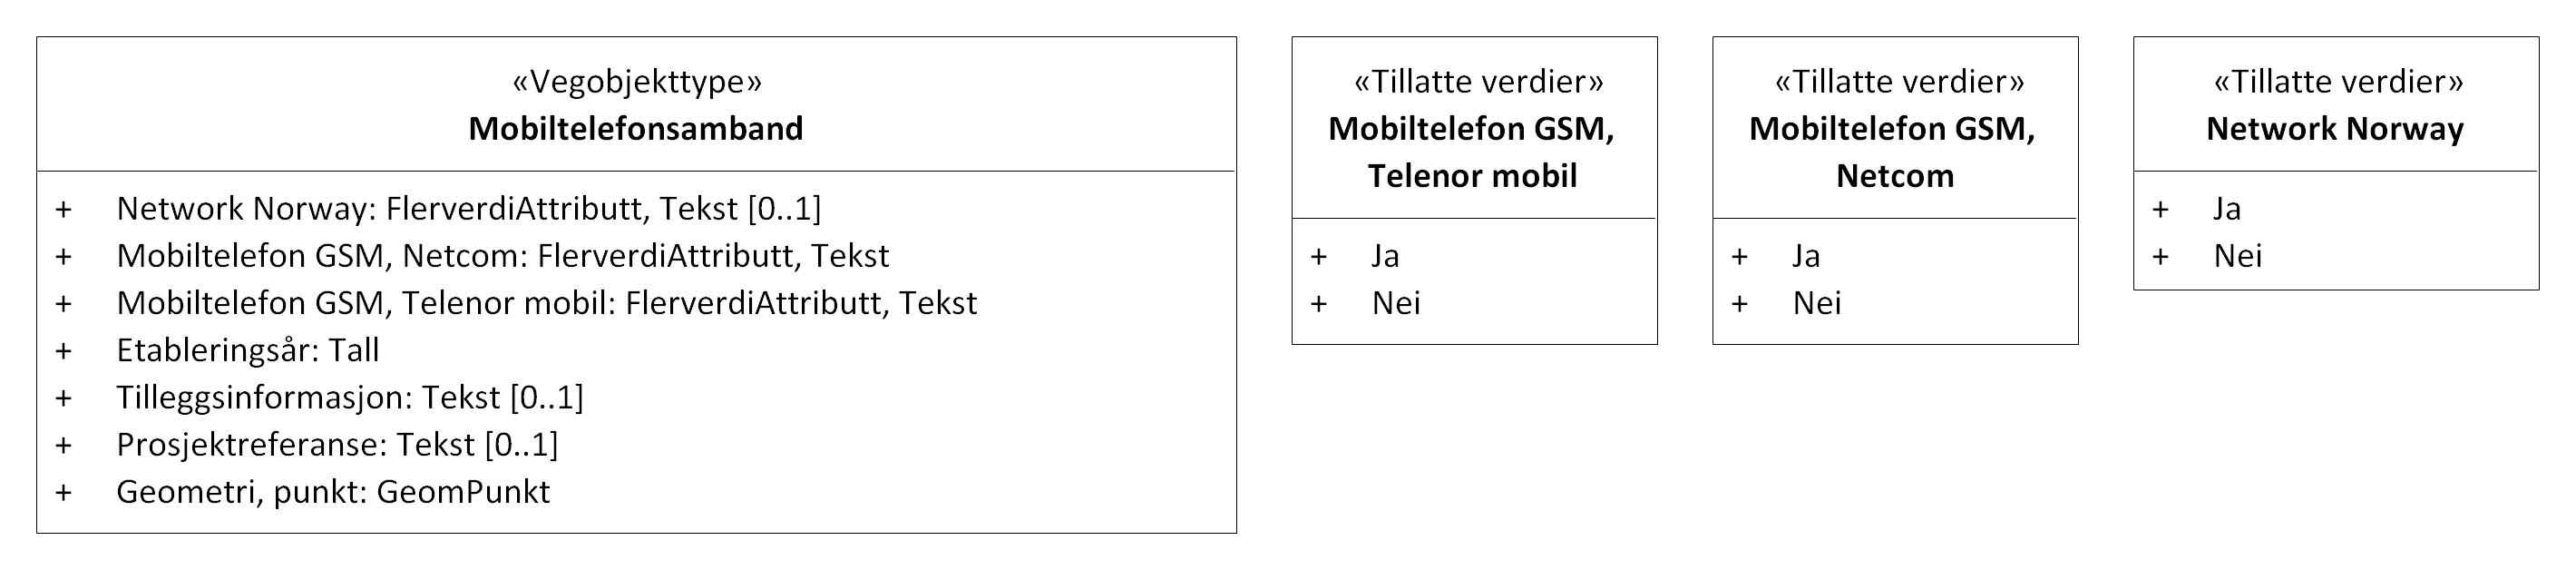 «Vegobjekttype»
Mobiltelefonsamband
+ Network Norway: FlerverdiAttributt, Tekst [0..1]
+ Mobiltelefon GSM, Netcom: FlerverdiAttributt, Tekst
+ Mobiltelefon GSM, Telenor mobil: FlerverdiAttributt, Tekst
+ Etableringsår: Tall
+ Tilleggsinformasjon: Tekst [0..1]
+ Prosjektreferanse: Tekst [0..1]
+ Geometri, punkt: GeomPunkt
«Tillatte verdier»
Mobiltelefon GSM,
Telenor mobil
+ Ja
+ Nei
«Tillatte verdier»
Mobiltelefon GSM,
Netcom
+ Ja
+ Nei
«Tillatte verdier»
Network Norway
+ Ja
+ Nei